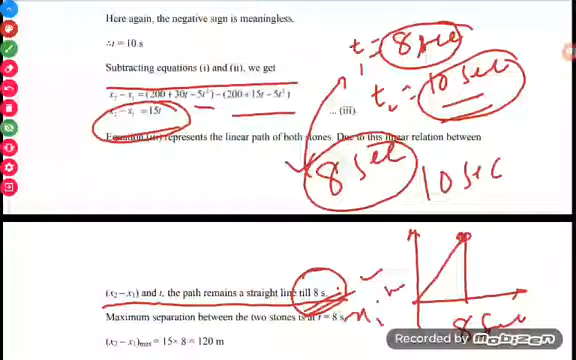 Here again, the negative sign is meaningless.
∴t = 10 s
Subtracting equations (i) and (ii), we get
x₂ − x₁ = (200 + 30t − 5t²) − (200 + 15t − 5t²)
x₂ − x₁ = 15t ... (iii)
Equation (iii) represents the linear path of both stones. Due to this linear relation between
t₁ = 8 sec
t₂ 10 sec
8 sec 10 sec
(x₂ − x₁) and t, the path remains a straight line till 8 s.
Maximum separation between the two stones is at t = 8 s.
(x₂ − x₁)max = 15× 8 = 120 m
8 sec
RECORDED WITH
mobizen